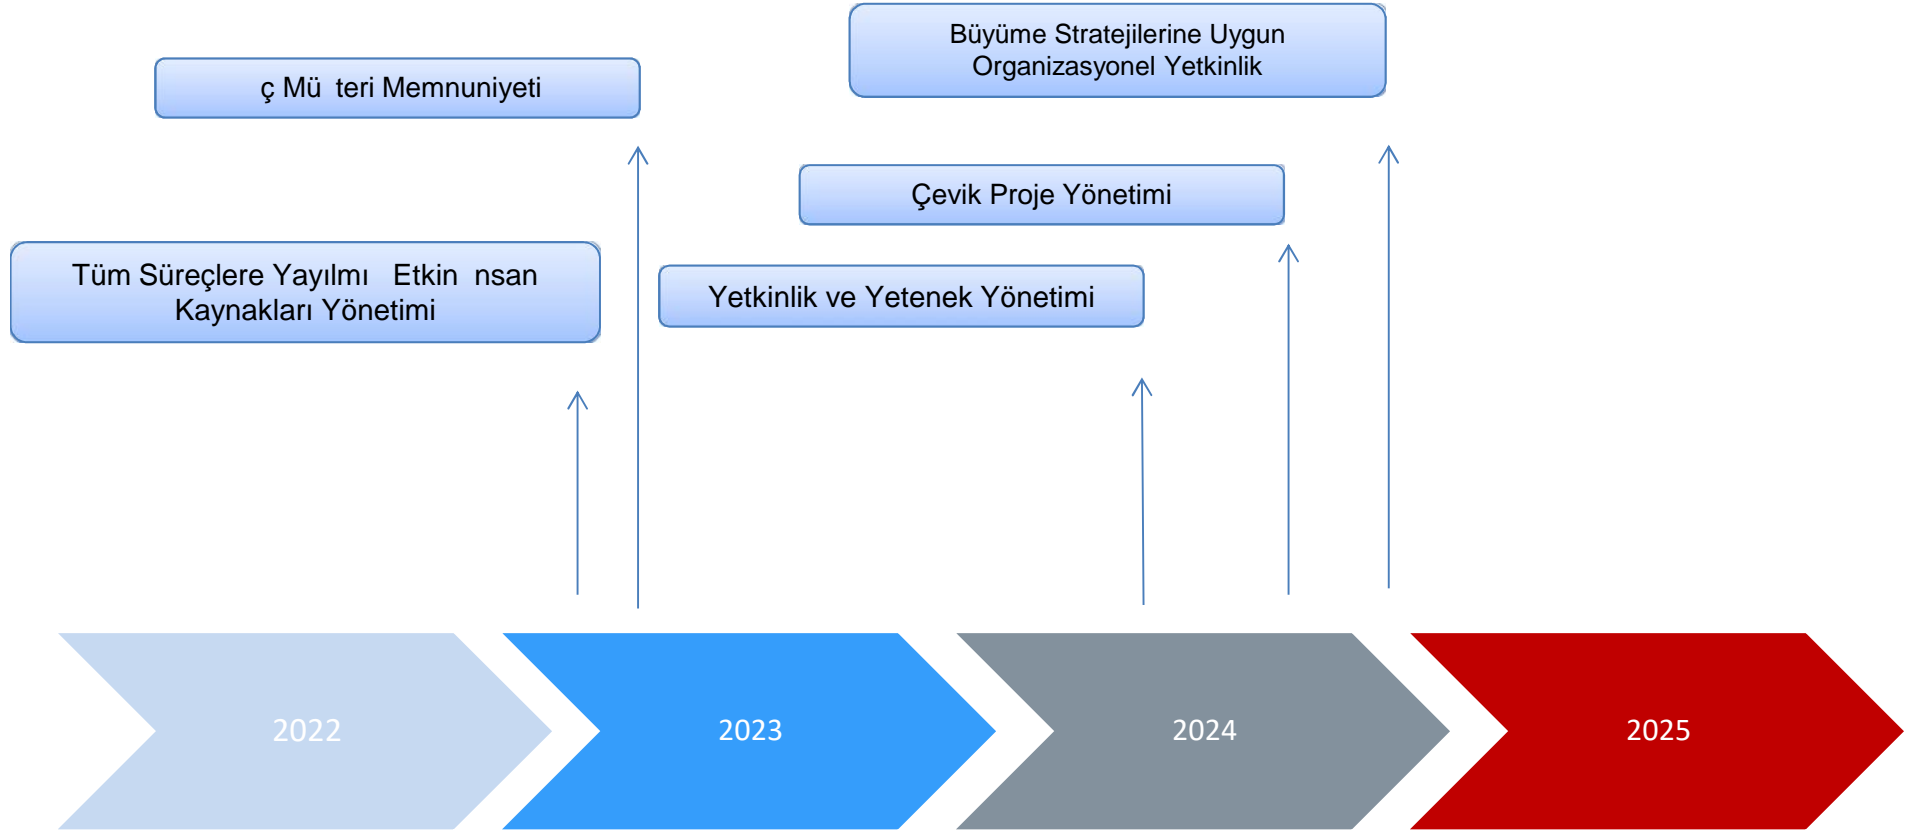 Büyüme Stratejilerine Uygun
Organizasyonel Yetkinlik
ç Mü teri Memnuniyeti
Çevik Proje Yönetimi
Tüm Süreçlere Yayılmı Etkin nsan
Kaynakları Yönetimi
Yetkinlik ve Yetenek Yönetimi
2022
2023
2024
2025